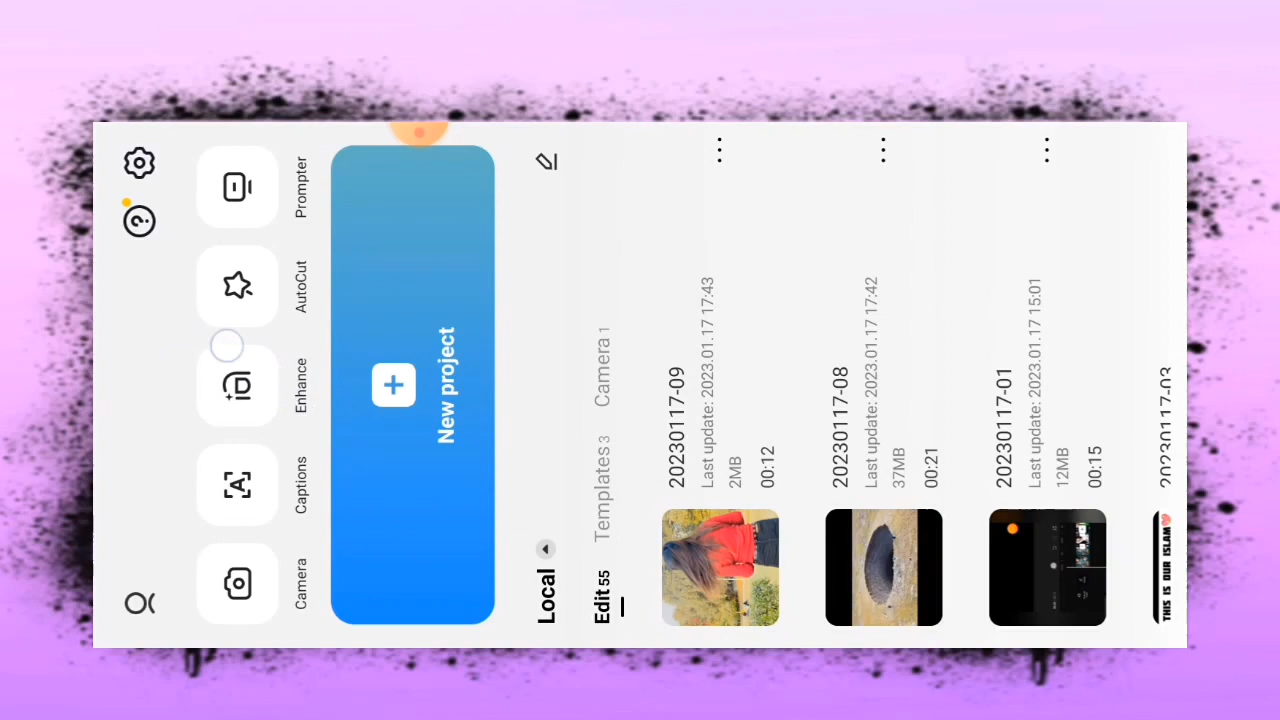 Camera
Captions
Enhance
AutoCut
Prompter
New project
Local
Edit 55
Templates 3
Camera 1
20230117-09
Last update: 2023.01.17 17:43
2MB
00:12
20230117-08
Last update: 2023.01.17 17:42
37MB
00:21
20230117-01
Last update: 2023.01.17 15:01
12MB
00:15
THIS IS OUR ISLAM